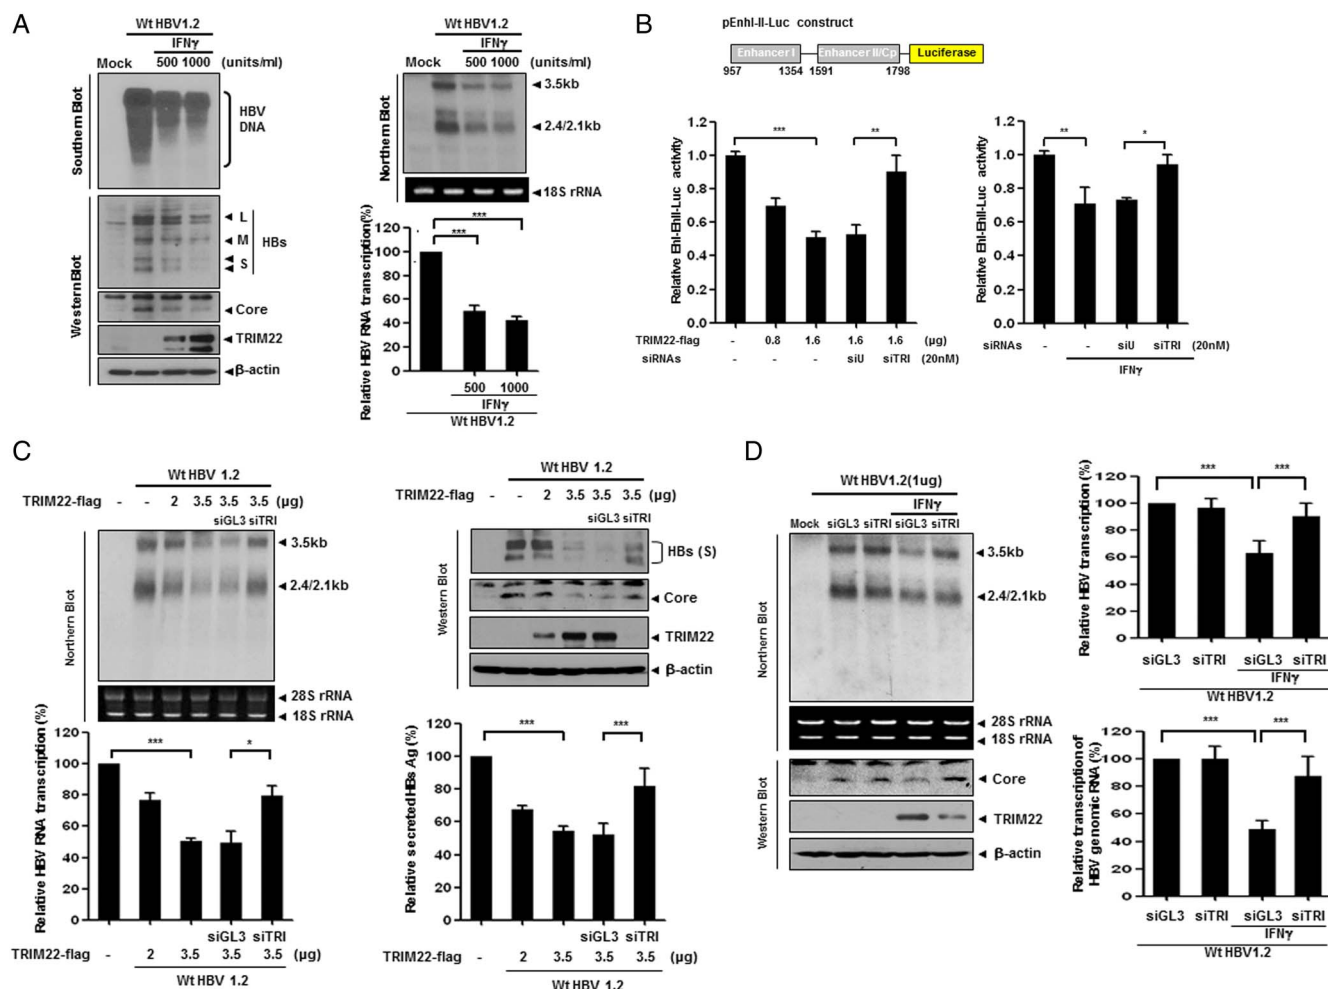 A
Wt HBV1.2
IFNγ
Mock 500 1000 (units/ml)
Southern Blot
HBV
DNA
Western Blot
L
M
S
HBs
Core
TRIM22
β-actin
Wt HBV1.2
IFNγ
Mock 500 1000 (units/ml)
Northern Blot
3.5kb
2.4/2.1kb
18S rRNA
Relative HBV RNA transcription(%)
120
100
80
60
40
20
0
***
***
500 1000
IFNγ
Wt HBV1.2
B
pEnhI-II-Luc construct
Enhancer I Enhancer II/Cp Luciferase
957 1354 1591 1798
Relative EhI-EhII-Luc activity
1.2
1.0
0.8
0.6
0.4
0.2
0.0
*** **
TRIM22-flag - 0.8 1.6 1.6 1.6 (µg)
siRNAs siU siTRI (20nM)
Relative EhI-EhII-Luc activity
1.2
1.0
0.8
0.6
0.4
0.2
0.0
** *
siRNAs - - siU siTRI (20nM)
IFNγ
C
Wt HBV 1.2
TRIM22-flag - - 2 3.5 3.5 3.5 (µg)
siGL3 siTRI
Northern Blot
3.5kb
2.4/2.1kb
28S rRNA
18S rRNA
Relative HBV RNA transcription (%)
120
100
80
60
40
20
0
*** *
siGL3 siTRI
TRIM22-flag - 2 3.5 3.5 3.5 (µg)
Wt HBV 1.2
Wt HBV 1.2
TRIM22-flag - - 2 3.5 3.5 3.5 (µg)
siGL3 siTRI
Western Blot
HBs (S)
Core
TRIM22
β-actin
Relative secreted HBs Ag (%)
120
100
80
60
40
20
0
*** ***
siGL3 siTRI
TRIM22-flag - 2 3.5 3.5 3.5 (µg)
Wt HBV 1.2
D
Wt HBV1.2(1ug)
IFNγ
Mock siGL3 siTRI siGL3 siTRI
Northern Blot
3.5kb
2.4/2.1kb
28S rRNA
18S rRNA
Western Blot
Core
TRIM22
β-actin
Relative HBV transcription (%)
120
100
80
60
40
20
0
*** ***
siGL3 siTRI siGL3 siTRI
IFNγ
Wt HBV1.2
Relative transcription of
HBV genomic RNA (%)
120
100
80
60
40
20
0
*** ***
siGL3 siTRI siGL3 siTRI
IFNγ
Wt HBV1.2